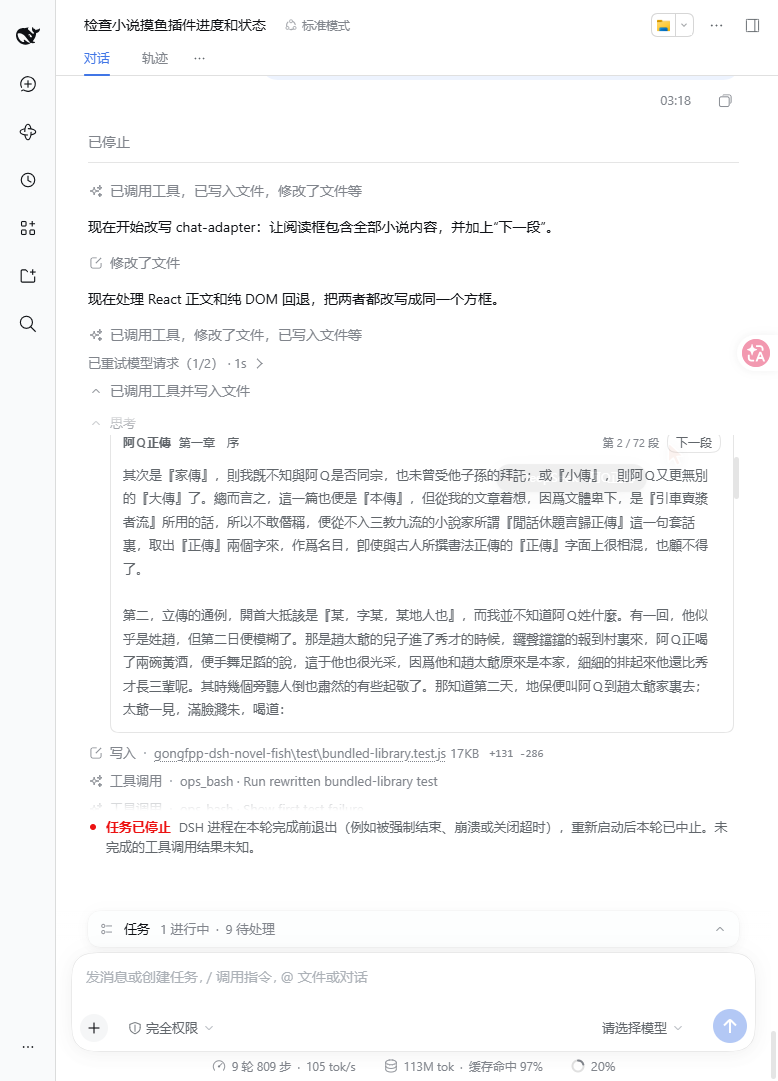 检查小说摸鱼插件进度和状态 标准模式
对话 轨迹 ···
03:18
已停止
已调用工具，已写入文件，修改了文件等
现在开始改写 chat-adapter：让阅读框包含全部小说内容，并加上“下一段”。
修改了文件
现在处理 React 正文和纯 DOM 回退，把两者都改写成同一个方框。
已调用工具，修改了文件，已写入文件等
已重试模型请求（1/2） · 1s
已调用工具并写入文件
思考
阿Ｑ正傳 第一章 序 第 2 / 72 段 下一段
其次是『家傳』，則我旣不知與阿Ｑ是否同宗，也未曾受他子孫的拜託；或『小傳』，則阿Ｑ又更無別
的『大傳』了。總而言之，這一篇也便是『本傳』，但從我的文章着想，因爲文體卑下，是『引車賣漿
者流』所用的話，所以不敢僭稱，便從不入三教九流的小說家所謂『閒話休題言歸正傳』這一句套話
裏，取出『正傳』兩個字來，作爲名目，卽使與古人所撰書法正傳的『正傳』字面上很相混，也顧不得
了。
第二，立傳的通例，開首大抵該是『某，字某，某地人也』，而我並不知道阿Ｑ姓什麼。有一回，他似
乎是姓趙，但第二日便模糊了。那是趙太爺的兒子進了秀才的時候，鑼聲鏜鏜的報到村裏來，阿Ｑ正喝
了兩碗黃酒，便手舞足蹈的說，這于他也很光采，因爲他和趙太爺原來是本家，細細的排起來他還比秀
才長三輩呢。其時幾個旁聽人倒也肅然的有些起敬了。那知道第二天，地保便叫阿Ｑ到趙太爺家裏去；
太爺一見，滿臉濺朱，喝道：
写入 · gongfpp-dsh-novel-fish\test\bundled-library.test.js 17KB +131 -286
工具调用 · ops_bash · Run rewritten bundled-library test
工具调用 · ops_bash · Show first test failure
任务已停止 DSH 进程在本轮完成前退出（例如被强制结束、崩溃或关闭超时），重新启动后本轮已中止。未
完成的工具调用结果未知。
任务 1 进行中 · 9 待处理
发消息或创建任务, / 调用指令, @ 文件或对话
完全权限 请选择模型
9 轮 809 步 · 105 tok/s 113M tok · 缓存命中 97% 20%